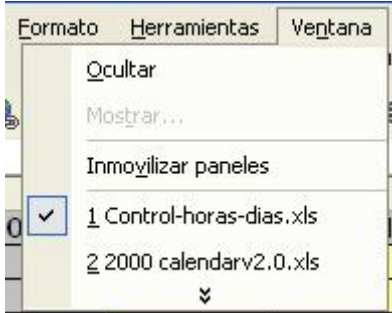 Formato Herramientas Ventana
Ocultar
Mostrar...
Inmovilizar paneles
1 Control-horas-dias.xls
2 2000 calendarv2.0.xls